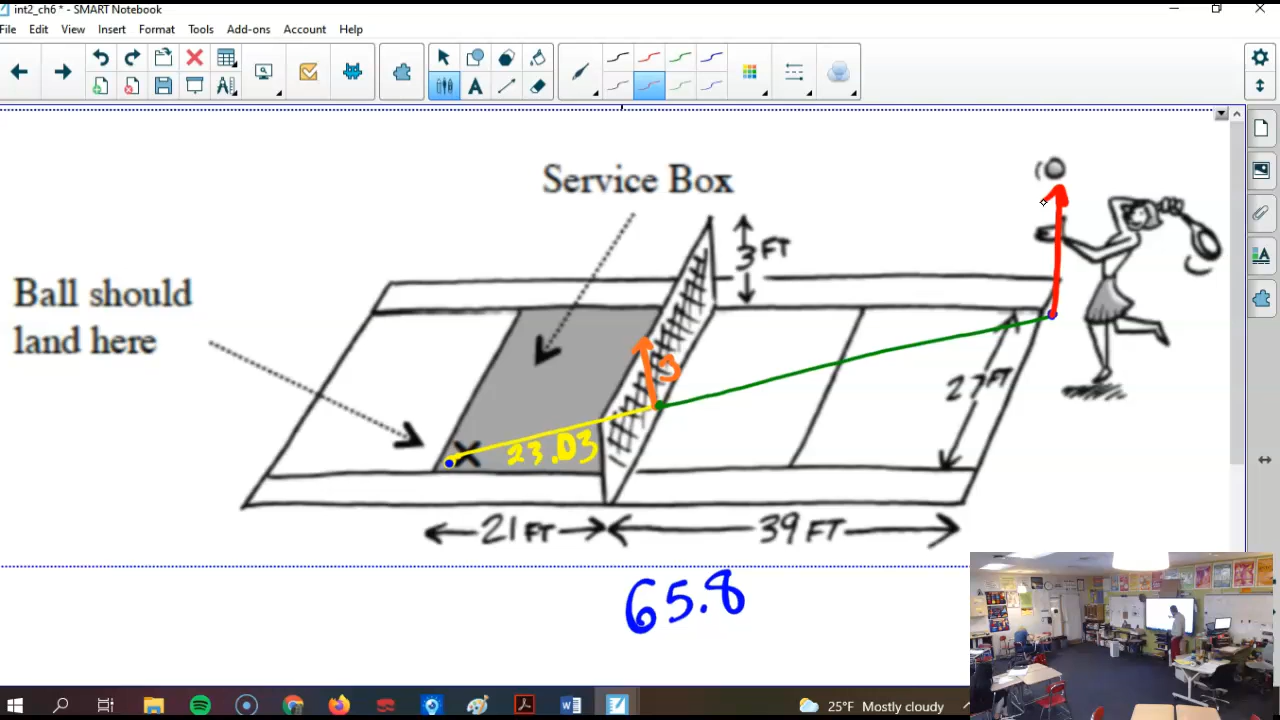 int2_ch6 * - SMART Notebook
File Edit View Insert Format Tools Add-ons Account Help
Service Box
3 FT
Ball should
land here
3
27 FT
23.03
21 FT
39 FT
65.8
25°F Mostly cloudy